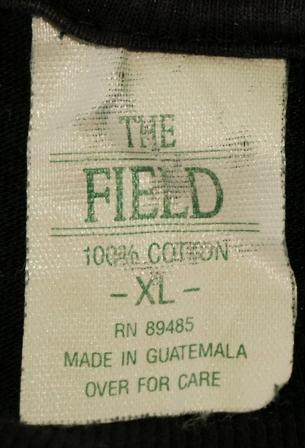 THE
FIELD
100% COTTON
- XL -
RN 89485
MADE IN GUATEMALA
OVER FOR CARE